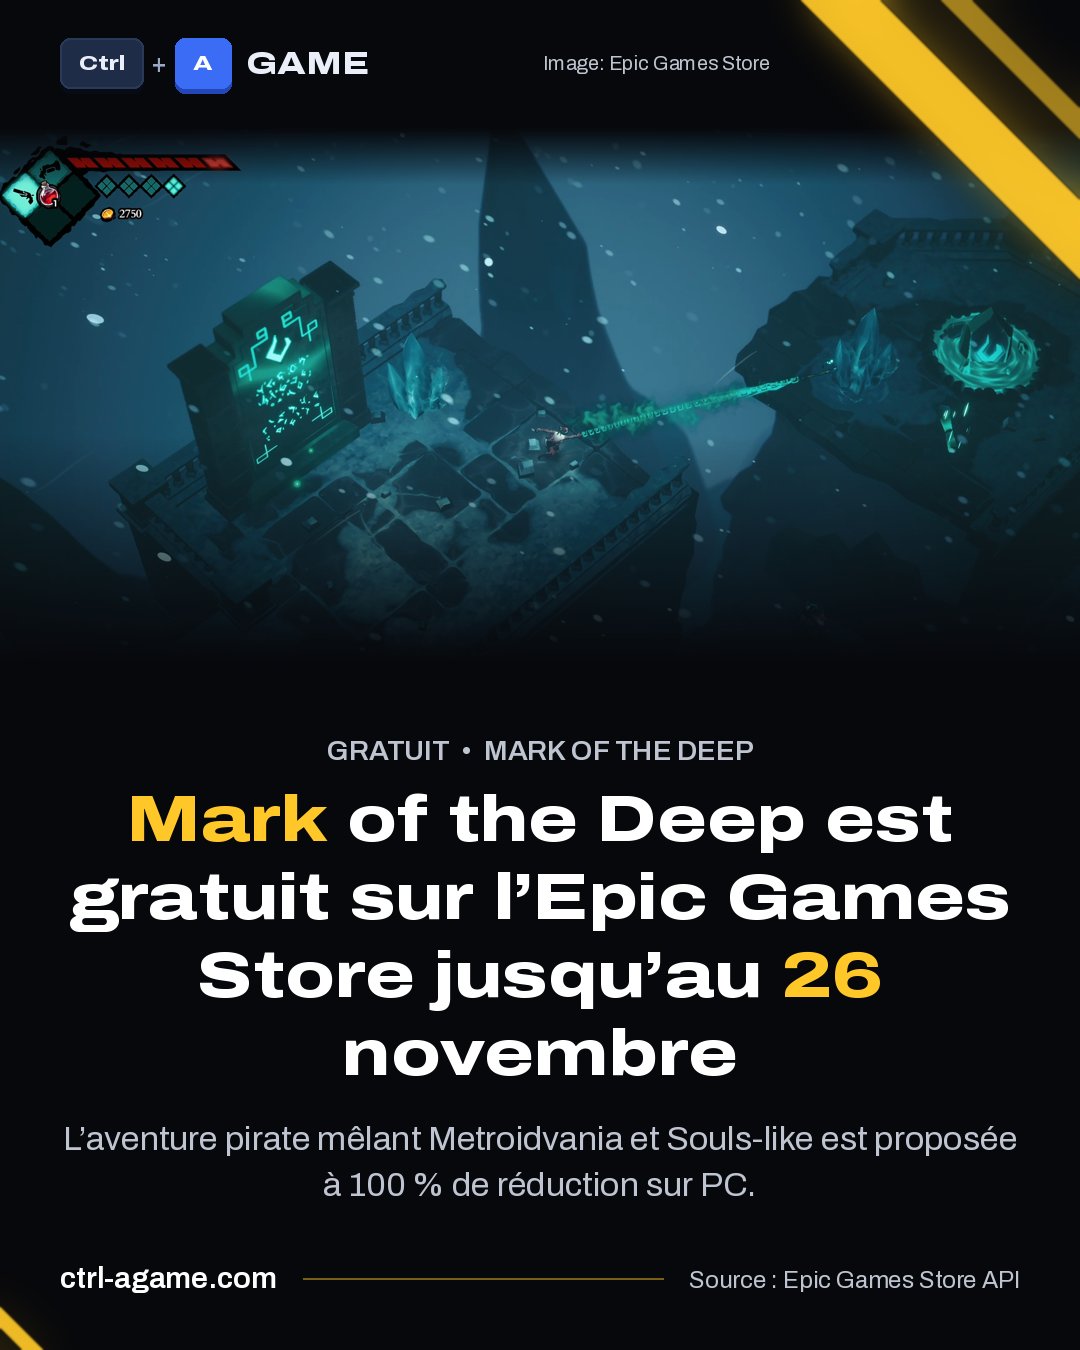 Ctrl + A GAME
Image: Epic Games Store
2750
GRATUIT • MARK OF THE DEEP
Mark of the Deep est
gratuit sur l’Epic Games
Store jusqu’au 26
novembre
L’aventure pirate mêlant Metroidvania et Souls-like est proposée
à 100 % de réduction sur PC.
ctrl-agame.com
Source : Epic Games Store API